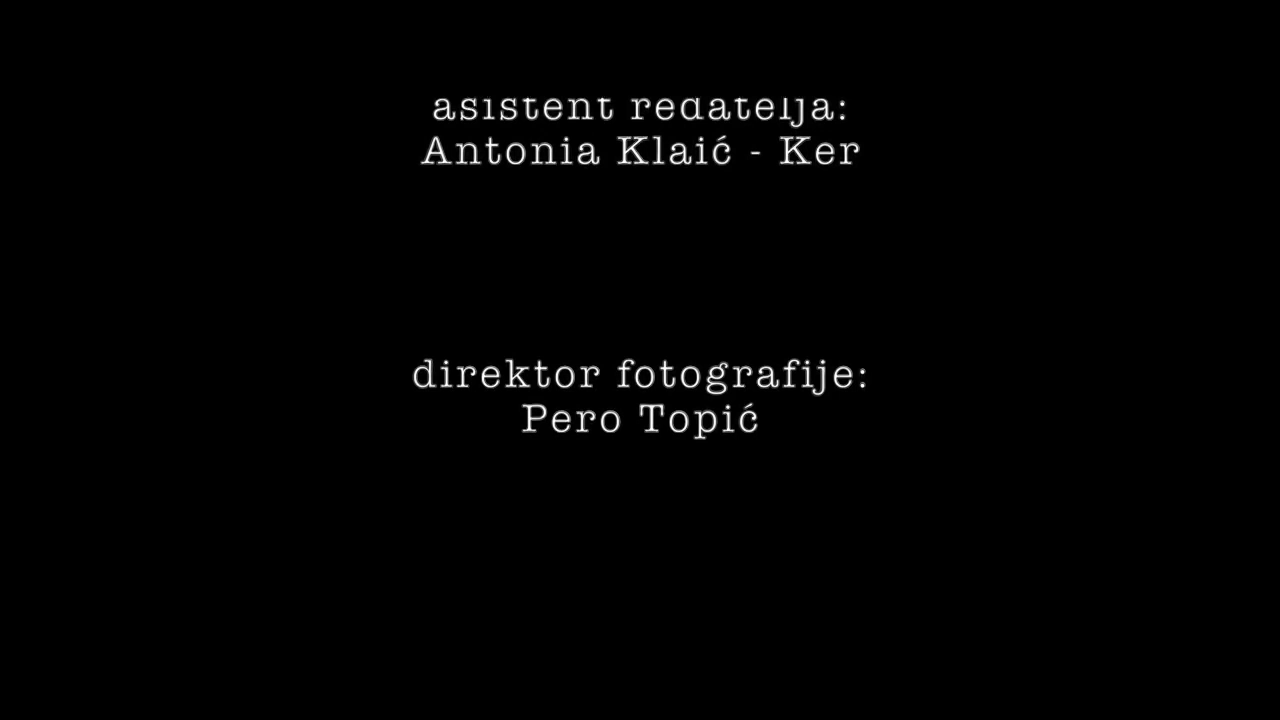 asistent redatelja:
Antonia Klaić - Ker
direktor fotografije:
Pero Topić